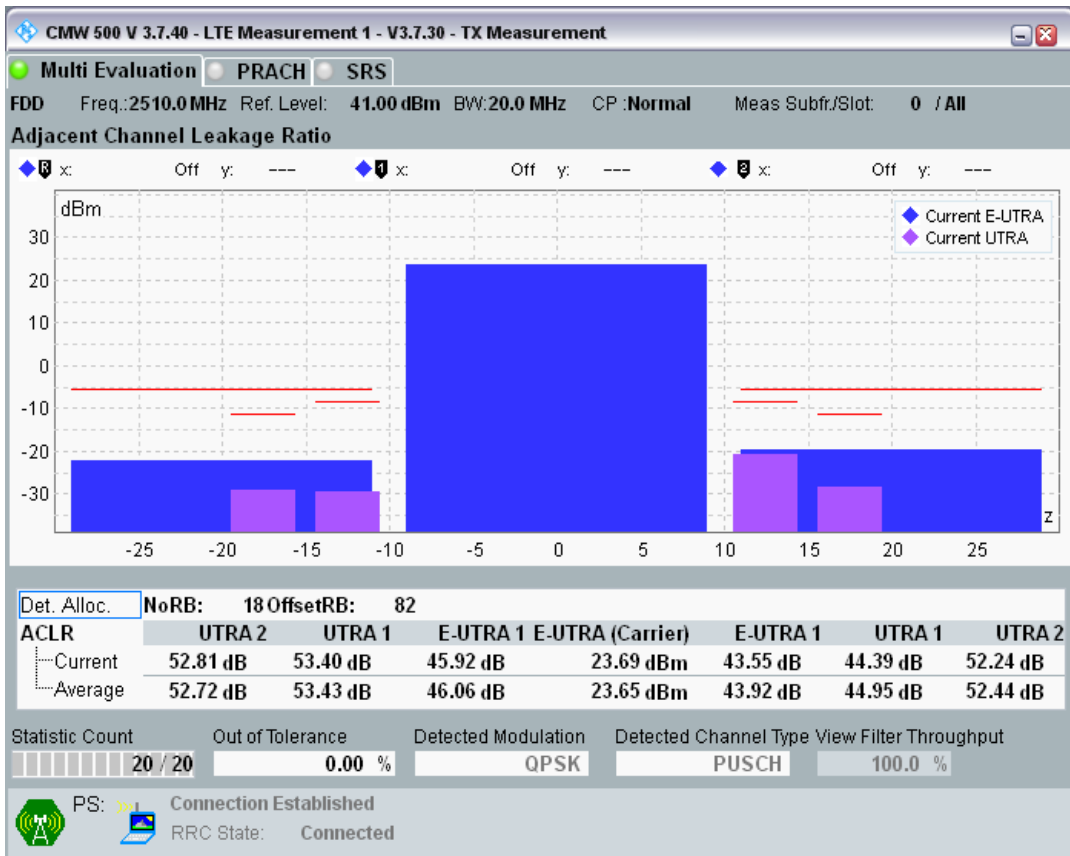 CMW 500 V 3.7.40 - LTE Measurement 1 - V3.7.30 - TX Measurement
Multi Evaluation PRACH SRS
FDD Freq.:2510.0 MHz Ref. Level: 41.00 dBm BW:20.0 MHz CP :Normal Meas Subfr./Slot: 0 / All
Adjacent Channel Leakage Ratio
R x: Off y: --- 1 x: Off y: --- 2 x: Off y: ---
dBm
Current E-UTRA
Current UTRA
30
20
10
0
-10
-20
-30
z
-25 -20 -15 -10 -5 0 5 10 15 20 25
Det. Alloc. NoRB: 18 OffsetRB: 82
ACLR UTRA 2 UTRA 1 E-UTRA 1 E-UTRA (Carrier) E-UTRA 1 UTRA 1 UTRA 2
Current 52.81 dB 53.40 dB 45.92 dB 23.69 dBm 43.55 dB 44.39 dB 52.24 dB
Average 52.72 dB 53.43 dB 46.06 dB 23.65 dBm 43.92 dB 44.95 dB 52.44 dB
Statistic Count Out of Tolerance Detected Modulation Detected Channel Type View Filter Throughput
20 / 20 0.00 % QPSK PUSCH 100.0 %
PS: Connection Established
RRC State: Connected